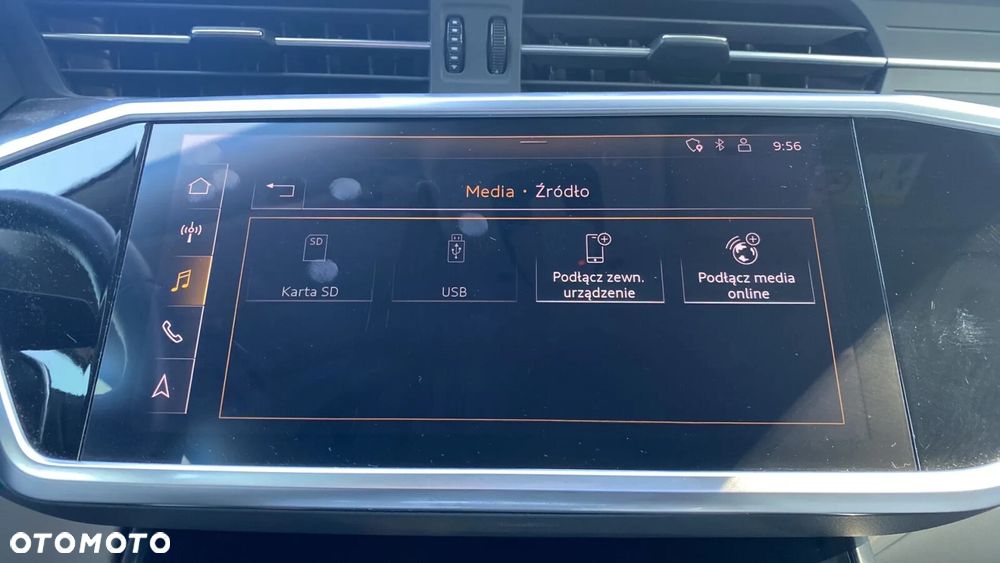 9:56
Media · Źródło
SD
Karta SD
USB
Podłącz zewn.
urządzenie
Podłącz media
online
OTOMOTO